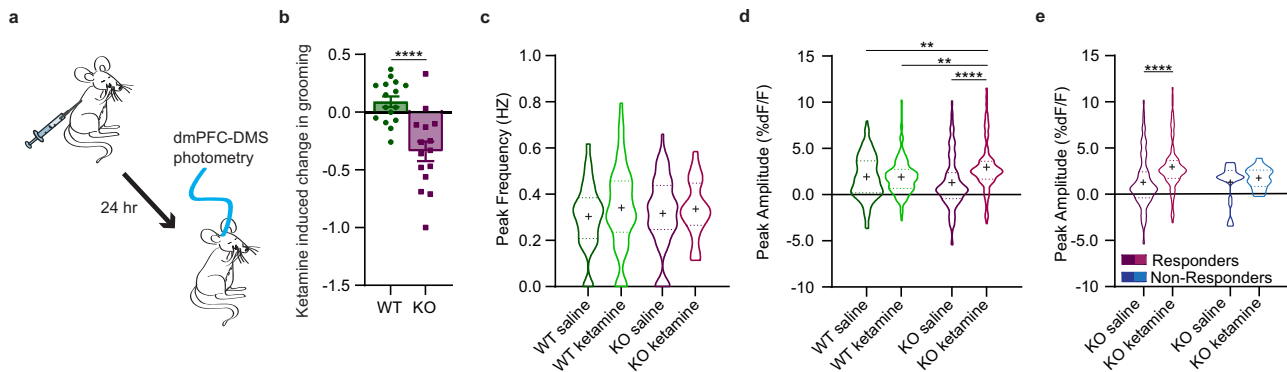 a
dmPFC-DMS
photometry
24 hr
b
Ketamine induced change in grooming
0.5
0.0
-0.5
-1.0
-1.5
****
WT
KO
c
Peak Frequency (HZ)
1.0
0.8
0.6
0.4
0.2
0.0
WT saline
WT ketamine
KO saline
KO ketamine
d
Peak Amplitude (%dF/F)
15
10
5.0
0.0
-5.0
-10
**
**
****
WT saline
WT ketamine
KO saline
KO ketamine
e
Peak Amplitude (%dF/F)
15
10
5.0
0.0
-5.0
-10
****
Responders
Non-Responders
KO saline
KO ketamine
KO saline
KO ketamine